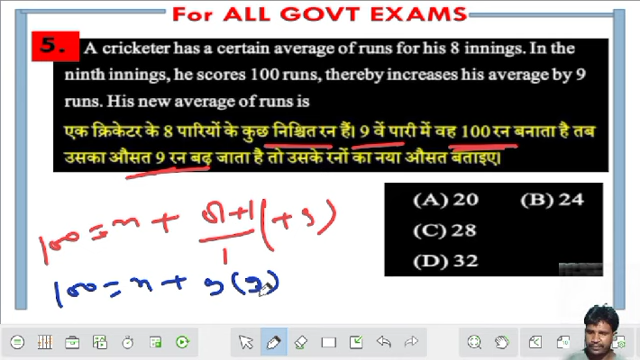 For ALL GOVT EXAMS
5. A cricketer has a certain average of runs for his 8 innings. In the
ninth innings, he scores 100 runs, thereby increases his average by 9
runs. His new average of runs is
एक क्रिकेटर के 8 पारियों के कुछ निश्चित रन हैं। 9 वें पारी में वह 100 रन बनाता है तब
उसका औसत 9 रन बढ़ जाता है तो उसके रनों का नया औसत बताइए।
(A) 20 (B) 24
(C) 28
(D) 32
100 = x + 8+1/1 (+9)
100 = x + 9(9)